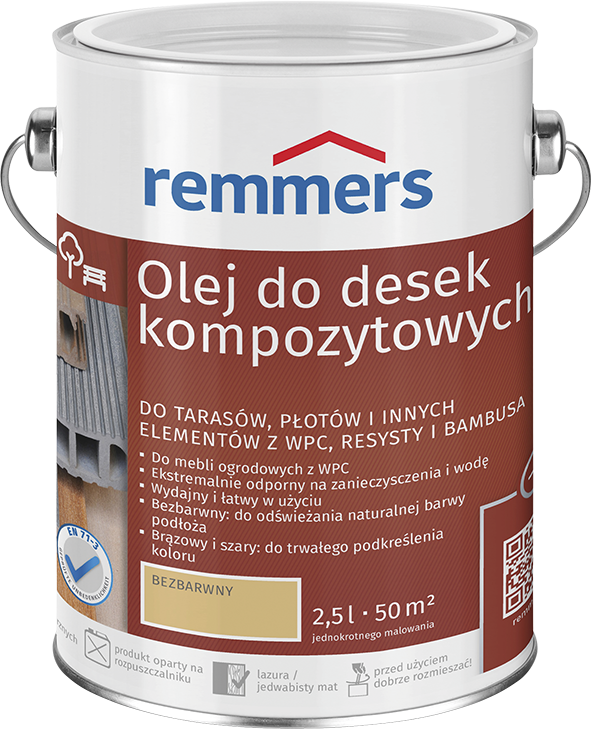 remmers
Olej do desek
kompozytowych
DO TARASÓW, PŁOTÓW I INNYCH
ELEMENTÓW Z WPC, RESYSTY I BAMBUSA
• Do mebli ogrodowych z WPC
• Ekstremalnie odporny na zanieczyszczenia i wodę
• Wydajny i łatwy w użyciu
• Bezbarwny: do odświeżania naturalnej barwy
podłoża
• Brązowy i szary: do trwałego podkreślenia
koloru
EN 71-3
BEZBARWNY
2,5 l · 50 m²
jednokrotnego malowania
produkt oparty na
rozpuszczalniku
lazura /
jedwabisty mat
przed użyciem
dobrze rozmieszać!